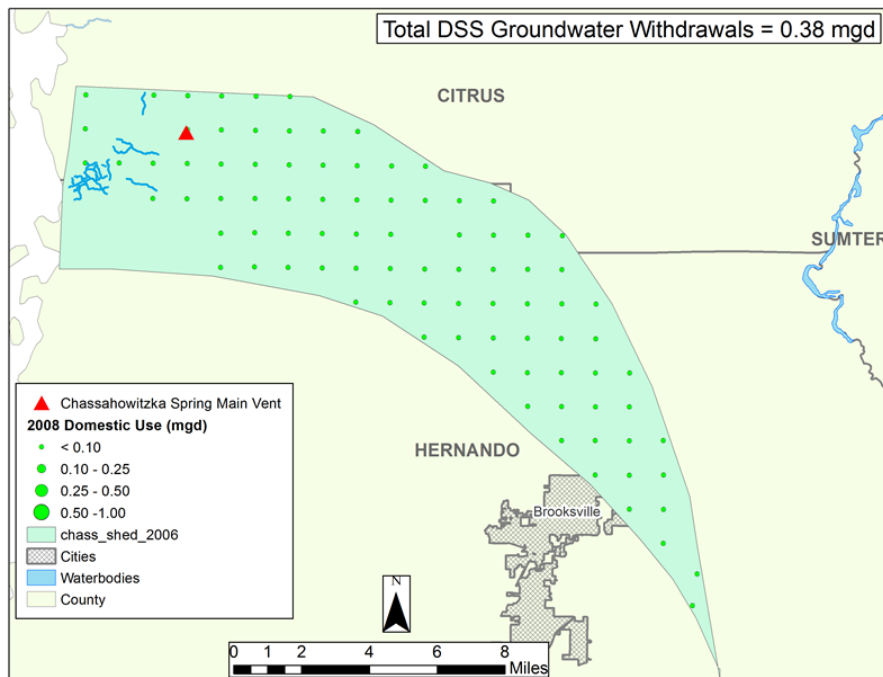 Total DSS Groundwater Withdrawals = 0.38 mgd
CITRUS
SUMTER
HERNANDO
Brooksville
Chassahowitzka Spring Main Vent
2008 Domestic Use (mgd)
< 0.10
0.10 - 0.25
0.25 - 0.50
0.50 -1.00
chass_shed_2006
Cities
Waterbodies
County
N
0 1 2 4 6 8
Miles